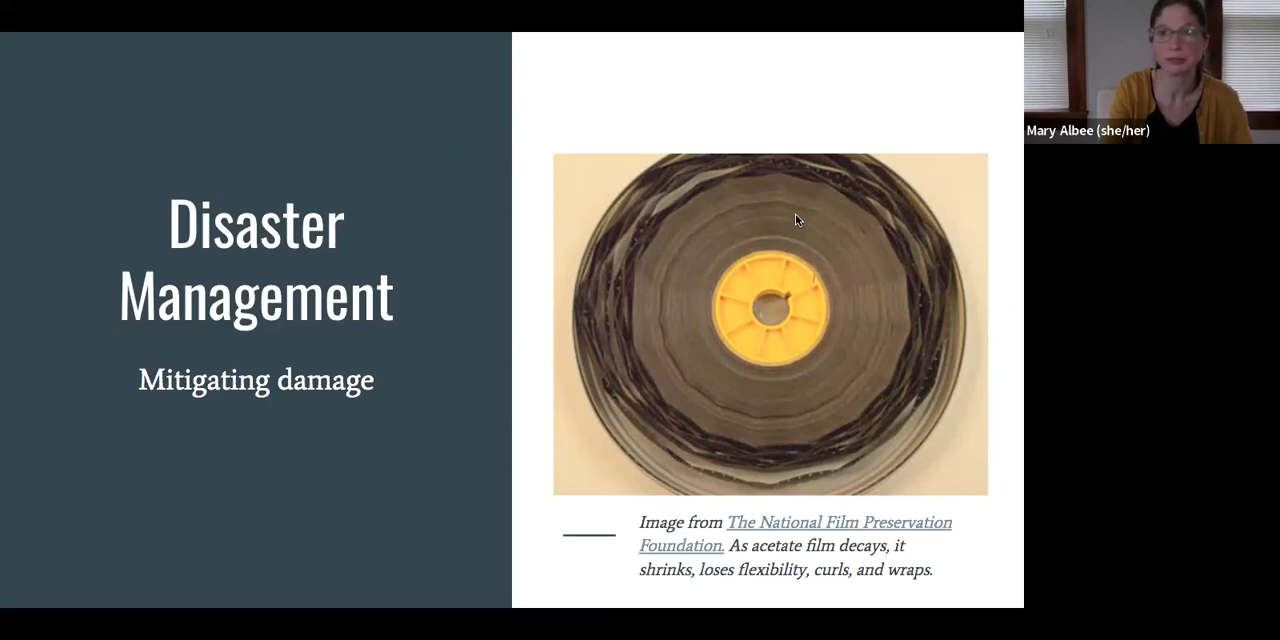 Disaster
Management
Mitigating damage
Image from The National Film Preservation
Foundation. As acetate film decays, it
shrinks, loses flexibility, curls, and wraps.
Mary Albee (she/her)